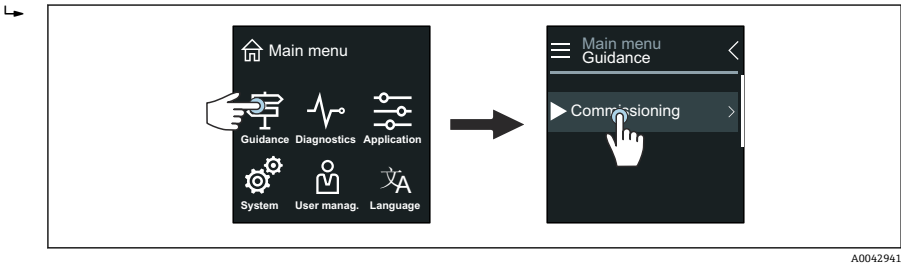 Main menu
Guidance Diagnostics Application
System User manag. Language
Main menu
Guidance
Commissioning
A0042941